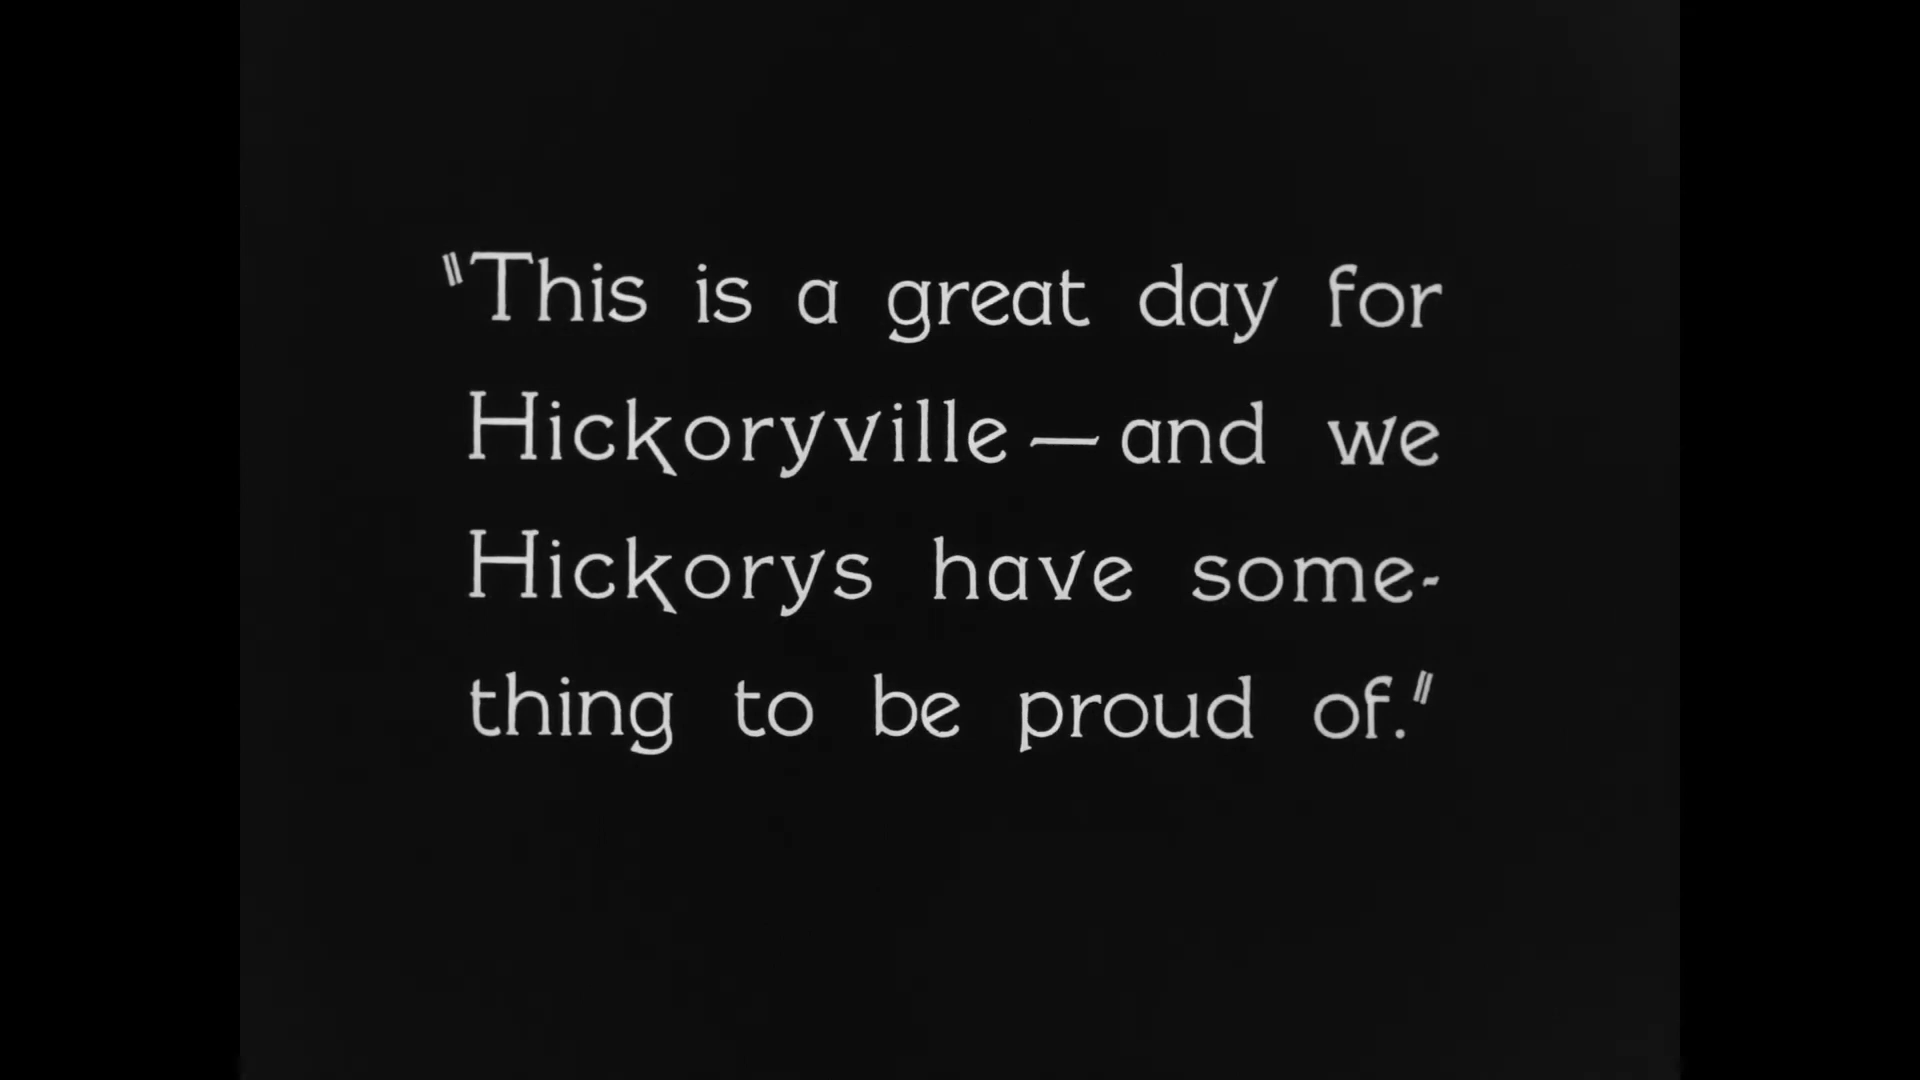 "This is a great day for
Hickoryville — and we
Hickorys have some-
thing to be proud of."